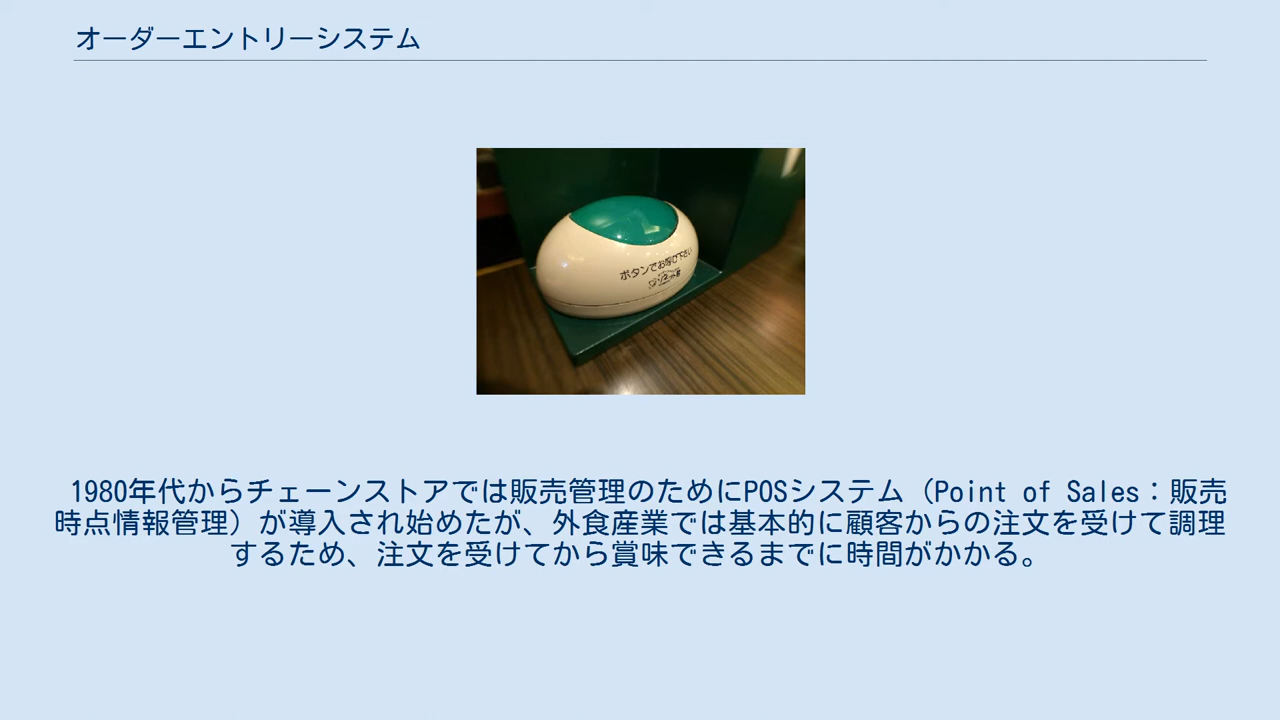 オーダーエントリーシステム
ボタンでお呼び下さい
1980年代からチェーンストアでは販売管理のためにPOSシステム（Point of Sales：販売
時点情報管理）が導入され始めたが、外食産業では基本的に顧客からの注文を受けて調理
するため、注文を受けてから賞味できるまでに時間がかかる。